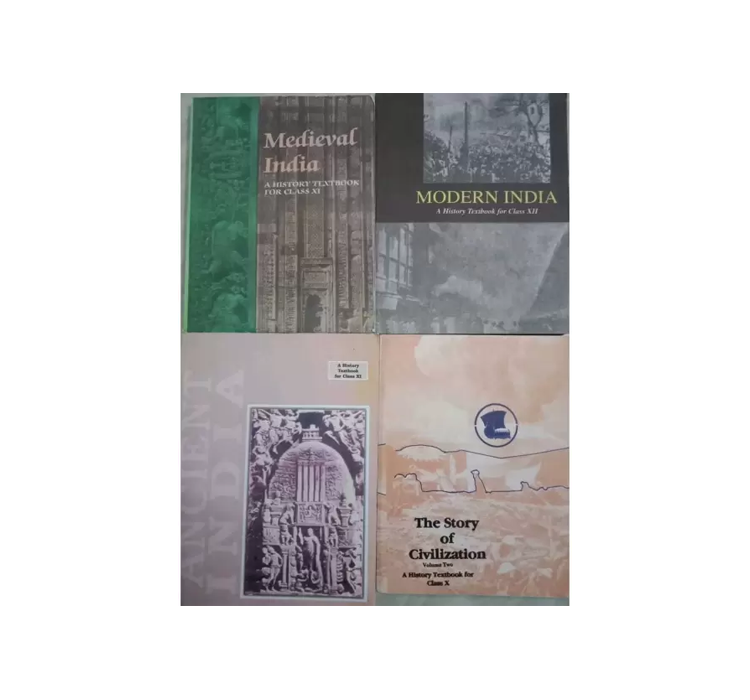 Medieval
India
A HISTORY TEXTBOOK
FOR CLASS XI
MODERN INDIA
A History Textbook for Class XII
ANCIENT
INDIA
A History
Textbook
for Class XI
The Story
of
Civilization
Volume Two
A History Textbook for
Class X